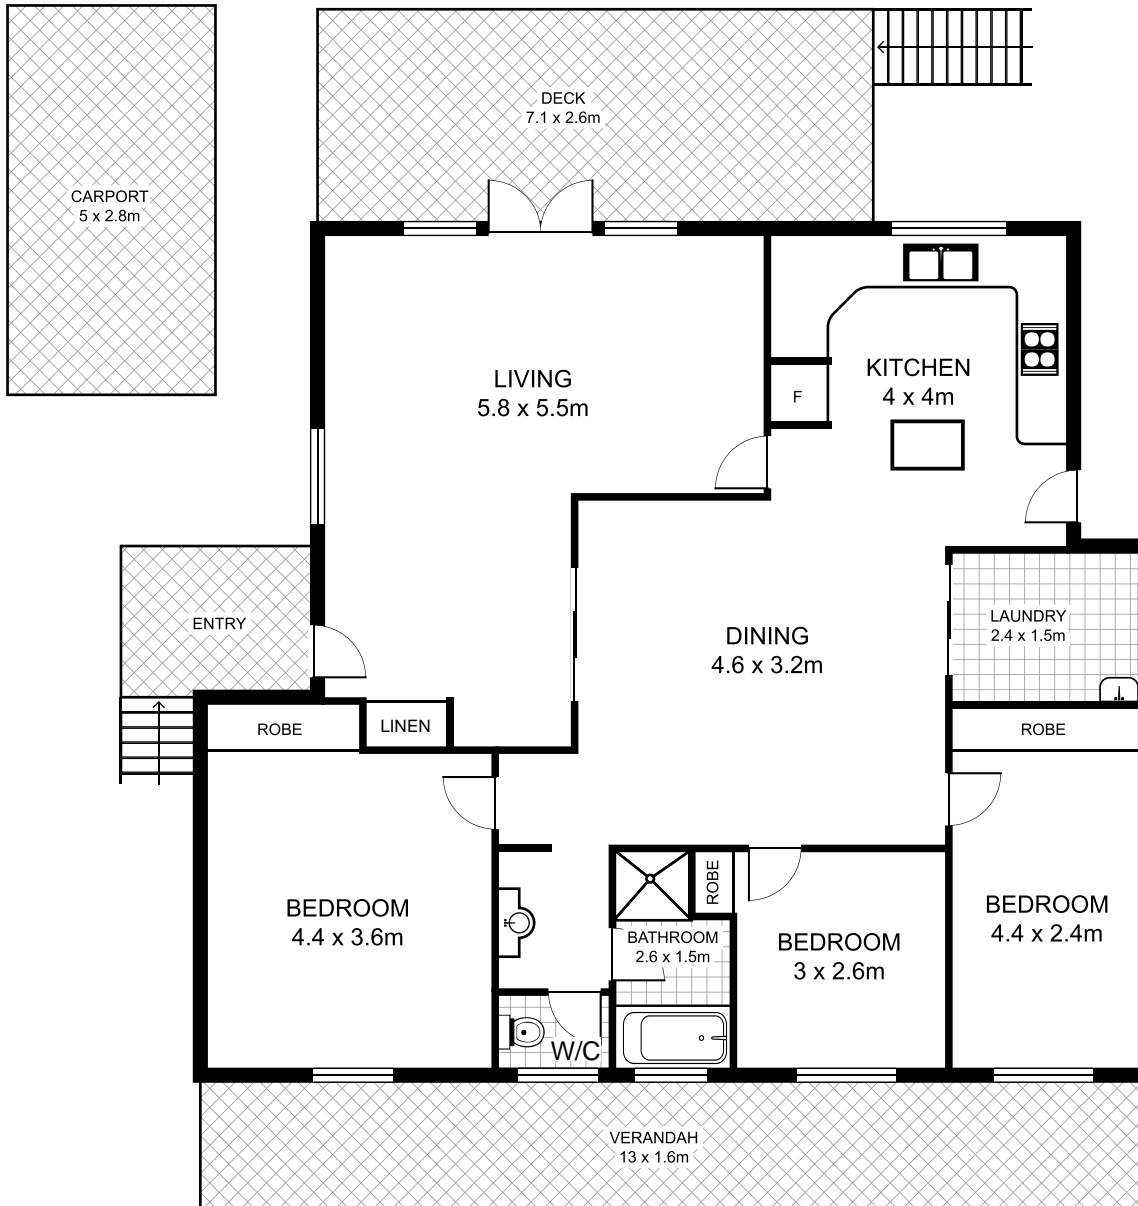 DECK
7.1 x 2.6m
CARPORT
5 x 2.8m
LIVING
5.8 x 5.5m
KITCHEN
4 x 4m
F
ENTRY
DINING
4.6 x 3.2m
LAUNDRY
2.4 x 1.5m
ROBE
LINEN
ROBE
ROBE
BEDROOM
4.4 x 3.6m
BATHROOM
2.6 x 1.5m
BEDROOM
3 x 2.6m
BEDROOM
4.4 x 2.4m
W/C
VERANDAH
13 x 1.6m